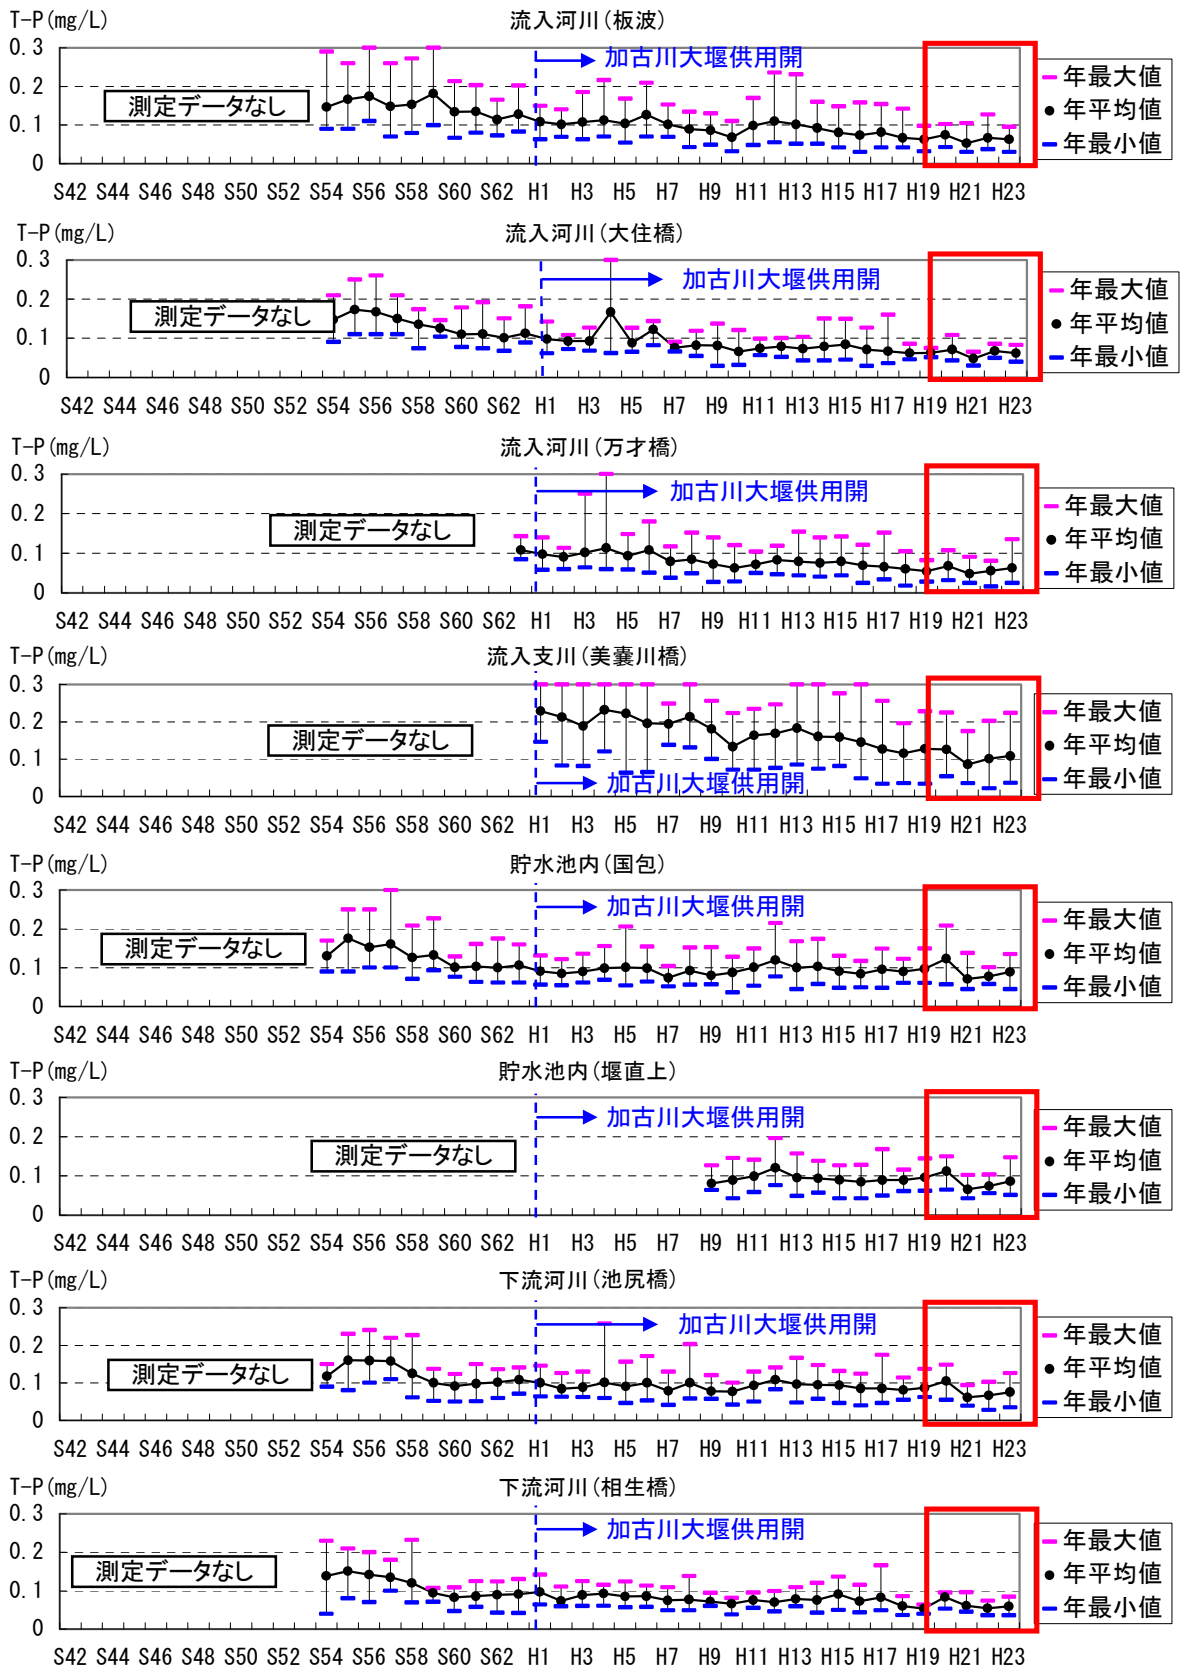 T-P(mg/L)
流入河川(板波)
0.3
0.2
0.1
0
測定データなし
加古川大堰供用開
年最大値
年平均値
年最小値
S42 S44 S46 S48 S50 S52 S54 S56 S58 S60 S62 H1 H3 H5 H7 H9 H11 H13 H15 H17 H19 H21 H23
T-P(mg/L)
流入河川(大住橋)
0.3
0.2
0.1
0
測定データなし
加古川大堰供用開
年最大値
年平均値
年最小値
S42 S44 S46 S48 S50 S52 S54 S56 S58 S60 S62 H1 H3 H5 H7 H9 H11 H13 H15 H17 H19 H21 H23
T-P(mg/L)
流入河川(万才橋)
0.3
0.2
0.1
0
測定データなし
加古川大堰供用開
年最大値
年平均値
年最小値
S42 S44 S46 S48 S50 S52 S54 S56 S58 S60 S62 H1 H3 H5 H7 H9 H11 H13 H15 H17 H19 H21 H23
T-P(mg/L)
流入支川(美嚢川橋)
0.3
0.2
0.1
0
測定データなし
加古川大堰供用開
年最大値
年平均値
年最小値
S42 S44 S46 S48 S50 S52 S54 S56 S58 S60 S62 H1 H3 H5 H7 H9 H11 H13 H15 H17 H19 H21 H23
T-P(mg/L)
貯水池内(国包)
0.3
0.2
0.1
0
測定データなし
加古川大堰供用開
年最大値
年平均値
年最小値
S42 S44 S46 S48 S50 S52 S54 S56 S58 S60 S62 H1 H3 H5 H7 H9 H11 H13 H15 H17 H19 H21 H23
T-P(mg/L)
貯水池内(堰直上)
0.3
0.2
0.1
0
測定データなし
加古川大堰供用開
年最大値
年平均値
年最小値
S42 S44 S46 S48 S50 S52 S54 S56 S58 S60 S62 H1 H3 H5 H7 H9 H11 H13 H15 H17 H19 H21 H23
T-P(mg/L)
下流河川(池尻橋)
0.3
0.2
0.1
0
測定データなし
加古川大堰供用開
年最大値
年平均値
年最小値
S42 S44 S46 S48 S50 S52 S54 S56 S58 S60 S62 H1 H3 H5 H7 H9 H11 H13 H15 H17 H19 H21 H23
T-P(mg/L)
下流河川(相生橋)
0.3
0.2
0.1
0
測定データなし
加古川大堰供用開
年最大値
年平均値
年最小値
S42 S44 S46 S48 S50 S52 S54 S56 S58 S60 S62 H1 H3 H5 H7 H9 H11 H13 H15 H17 H19 H21 H23